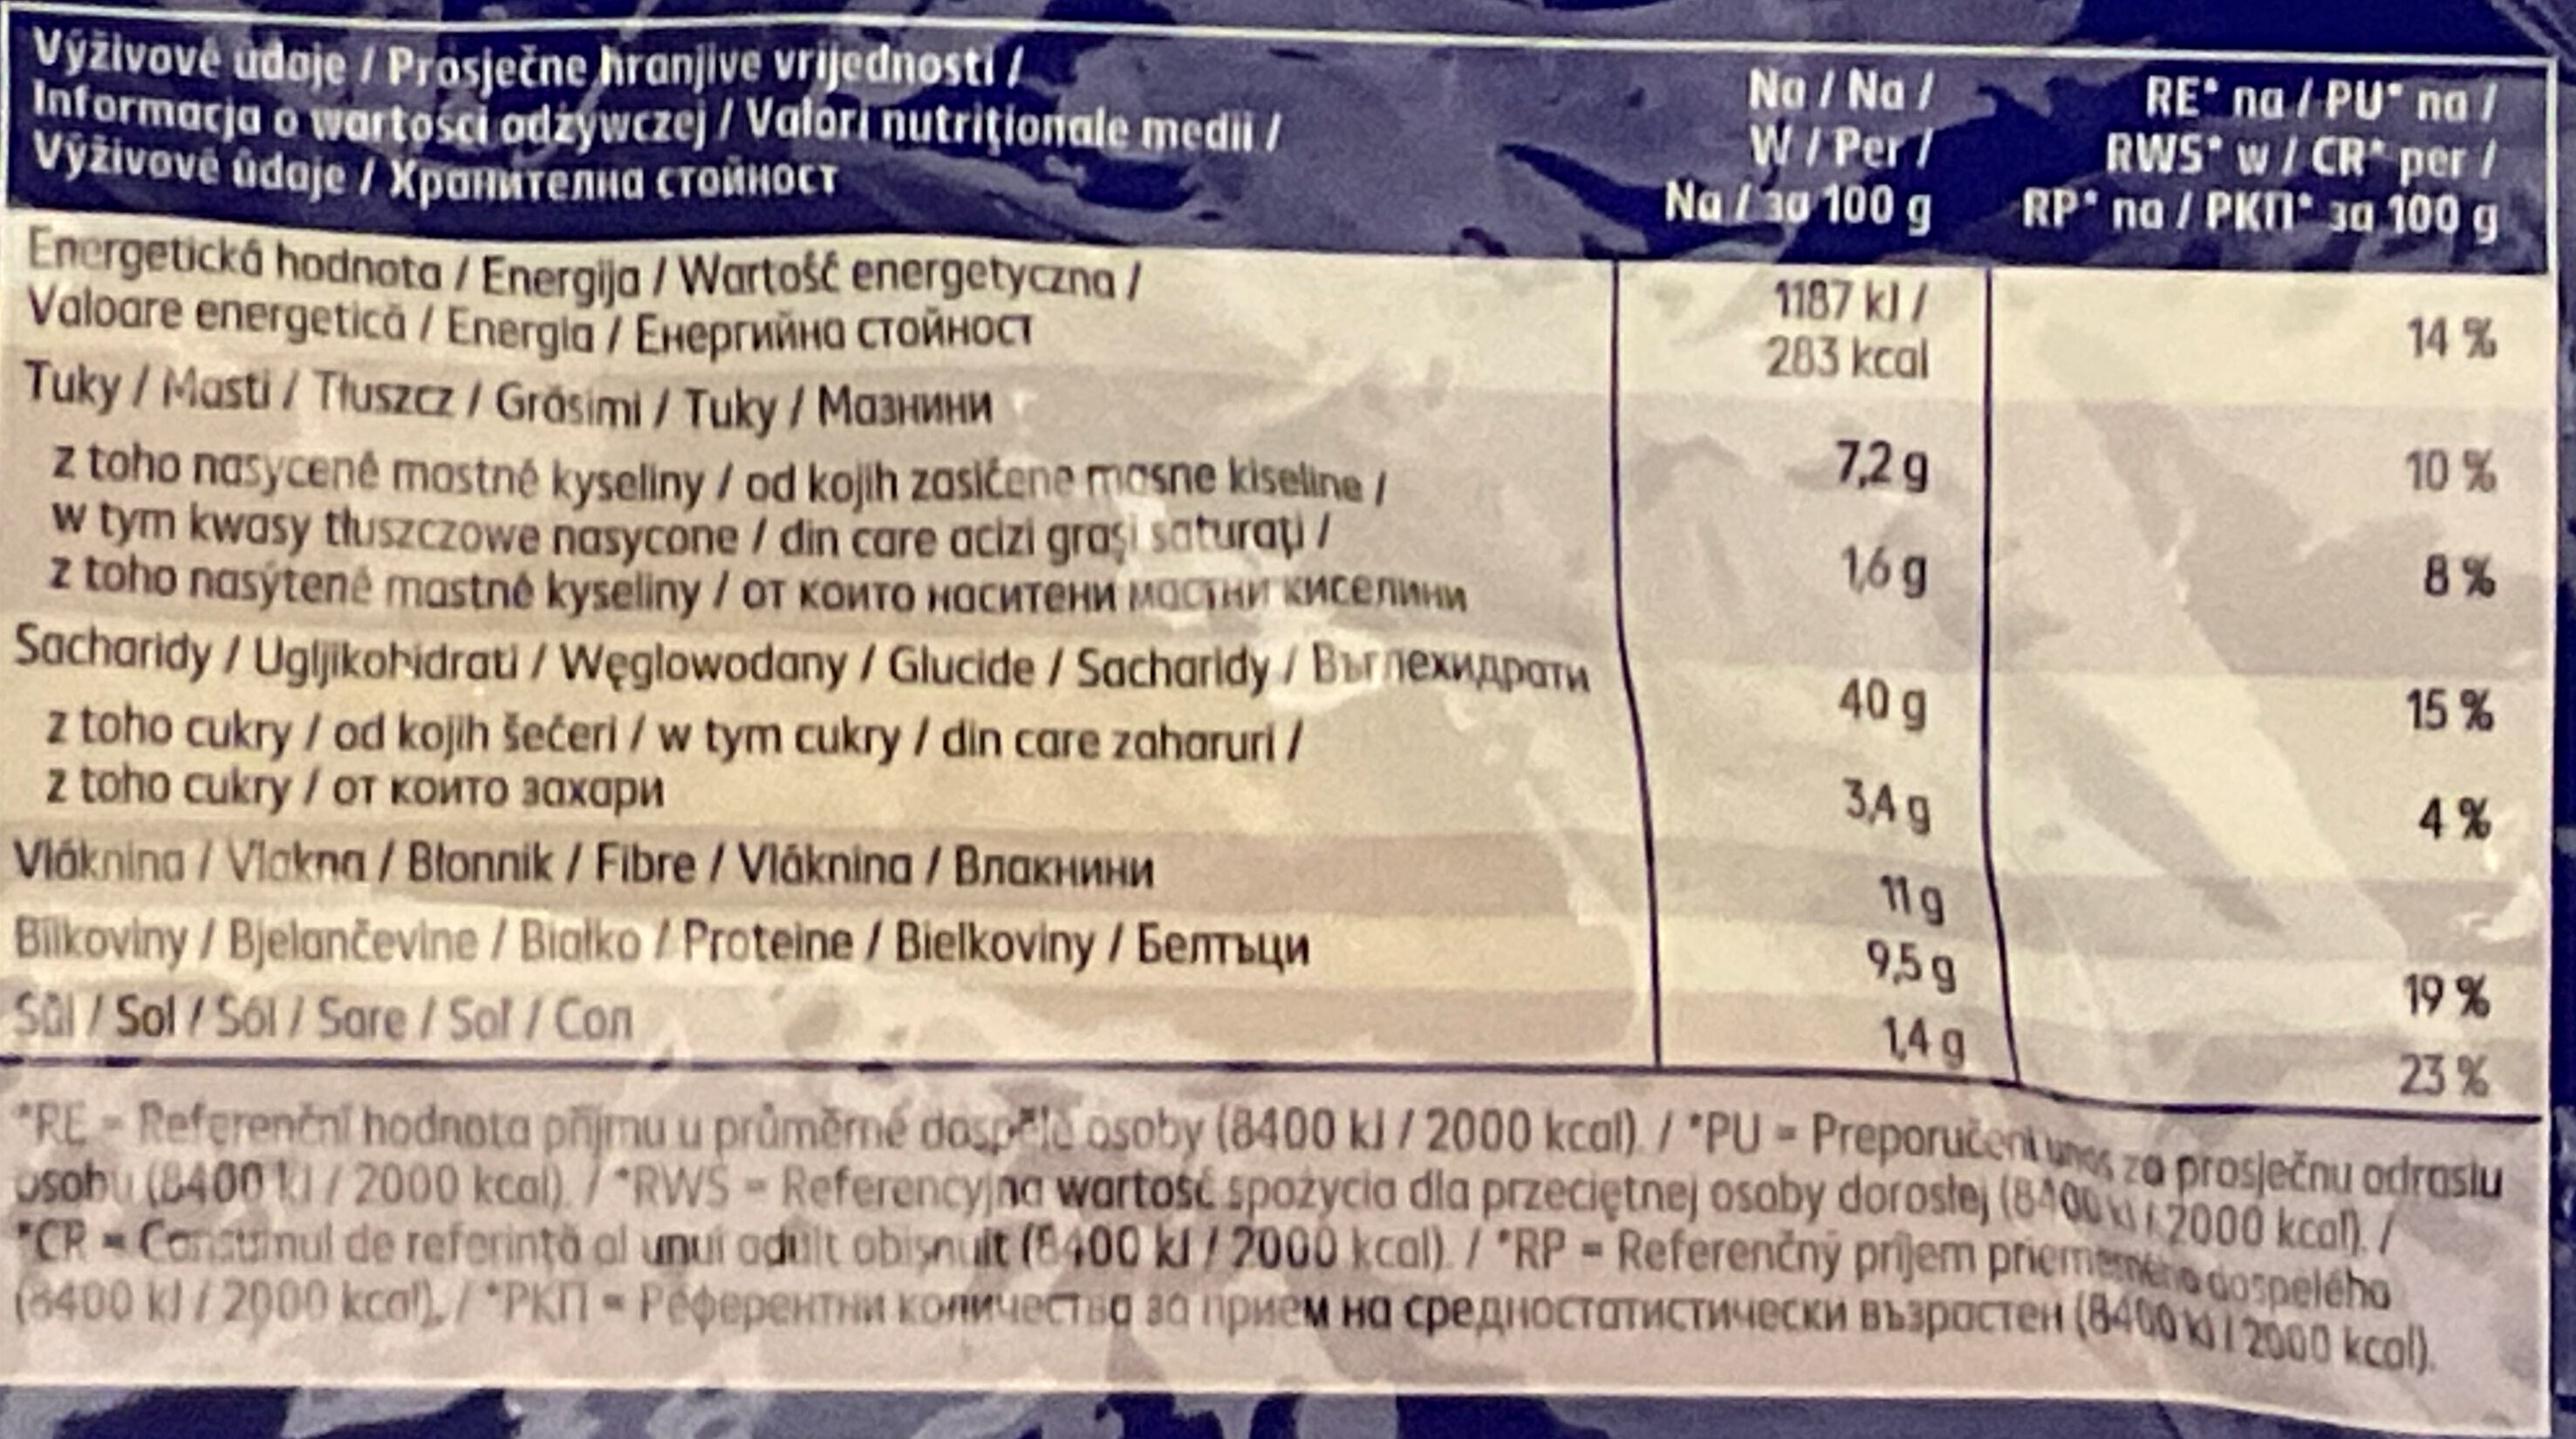 Výživové údaje / Prosječne hranjive vrijednosti /
Informacja o wartości odżywczej / Valori nutriționale medii /
Výživové údaje / Хранителна стойност
Na / Na /
W / Per /
Na / за 100 g
RE* na / PU* na /
RWS* w / CR* per /
RP* na / РКП* за 100 g
Energetická hodnota / Energija / Wartość energetyczna /
Valoare energetică / Energia / Енергийна стойност
1187 kJ /
283 kcal
14 %
Tuky / Masti / Tłuszcz / Grăsimi / Tuky / Мазнини
7,2 g
10 %
z toho nasycené mastné kyseliny / od kojih zasićene masne kiseline /
w tym kwasy tłuszczowe nasycone / din care acizi grași saturați /
z toho nasýtené mastné kyseliny / от които наситени мастни киселини
1,6 g
8 %
Sacharidy / Ugljikohidrati / Węglowodany / Glucide / Sacharidy / Въглехидрати
40 g
15 %
z toho cukry / od kojih šećeri / w tym cukry / din care zaharuri /
z toho cukry / от които захари
3,4 g
4 %
Vláknina / Vlakna / Błonnik / Fibre / Vláknina / Влакнини
11 g
Bílkoviny / Bjelančevine / Białko / Proteine / Bielkoviny / Белтъци
9,5 g
19 %
Sůl / Sol / Sól / Sare / Soľ / Сол
1,4 g
23 %
*RE = Referenční hodnota příjmu u průměrné dospělé osoby (8400 kJ / 2000 kcal). / *PU = Preporučeni unos za prosječnu odraslu
osobu (8400 kJ / 2000 kcal). / *RWS = Referencyjna wartość spożycia dla przeciętnej osoby dorosłej (8400 kJ / 2000 kcal). /
*CR = Consumul de referință al unui adult obișnuit (8400 kJ / 2000 kcal). / *RP = Referenčný príjem priemerného dospelého
(8400 kJ / 2000 kcal). / *РКП = Референтни количества за прием на средностатистически възрастен (8400 kJ / 2000 kcal).